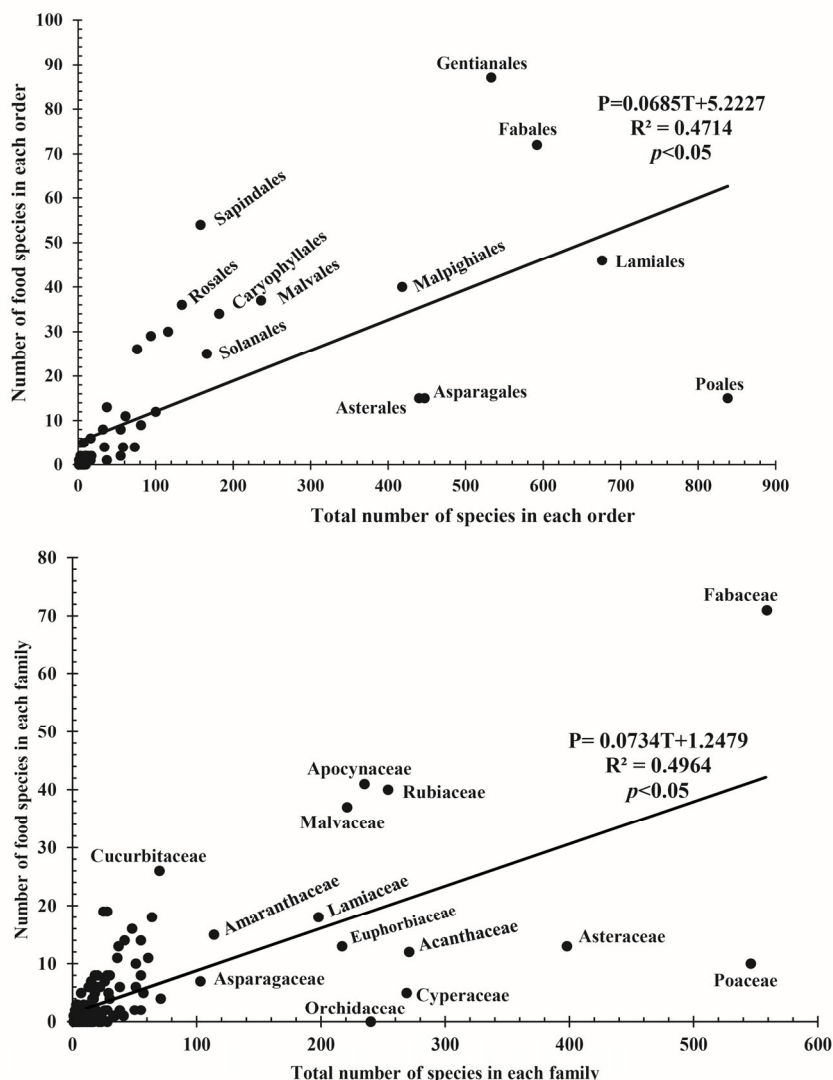 100
90
80
70
60
50
40
30
20
10
0
Number of food species in each order
Gentianales
P=0.0685T+5.2227
R² = 0.4714
p<0.05
Fabales
Sapindales
Rosales
Caryophyllales
Malvales
Malpighiales
Lamiales
Solanales
Asterales
Asparagales
Poales
0 100 200 300 400 500 600 700 800 900
Total number of species in each order
80
70
60
50
40
30
20
10
0
Number of food species in each family
Fabaceae
P= 0.0734T+1.2479
R² = 0.4964
p<0.05
Apocynaceae
Rubiaceae
Malvaceae
Cucurbitaceae
Amaranthaceae
Lamiaceae
Euphorbiaceae
Acanthaceae
Asteraceae
Asparagaceae
Cyperaceae
Poaceae
Orchidaceae
0 100 200 300 400 500 600
Total number of species in each family